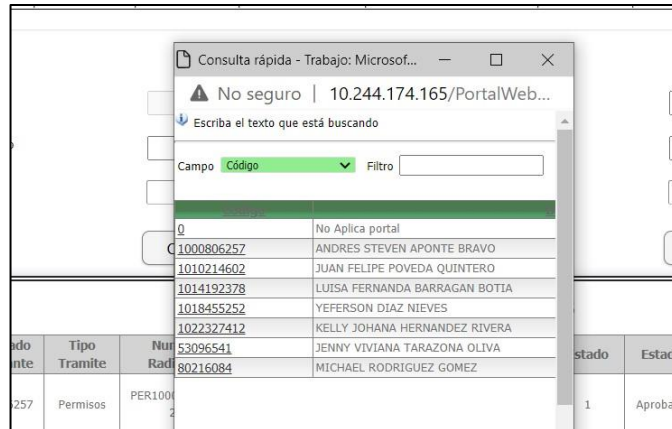 Consulta rápida - Trabajo: Microsof...
No seguro | 10.244.174.165/PortalWeb...
Escriba el texto que está buscando
Campo Código Filtro
0 No Aplica portal
1000806257 ANDRES STEVEN APONTE BRAVO
1010214602 JUAN FELIPE POVEDA QUINTERO
1014192378 LUISA FERNANDA BARRAGAN BOTIA
1018455252 YEFERSON DIAZ NIEVES
1022327412 KELLY JOHANA HERNANDEZ RIVERA
53096541 JENNY VIVIANA TARAZONA OLIVA
80216084 MICHAEL RODRIGUEZ GOMEZ
Tipo
Tramite
stado
257 Permisos PER100 1 Aproba